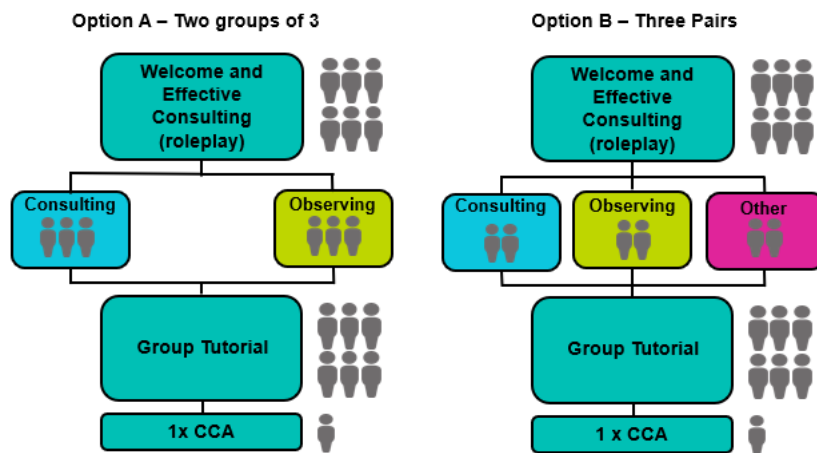 Option A – Two groups of 3
Welcome and
Effective
Consulting
(roleplay)
Consulting
Observing
Group Tutorial
1x CCA
Option B – Three Pairs
Welcome and
Effective
Consulting
(roleplay)
Consulting
Observing
Other
Group Tutorial
1 x CCA